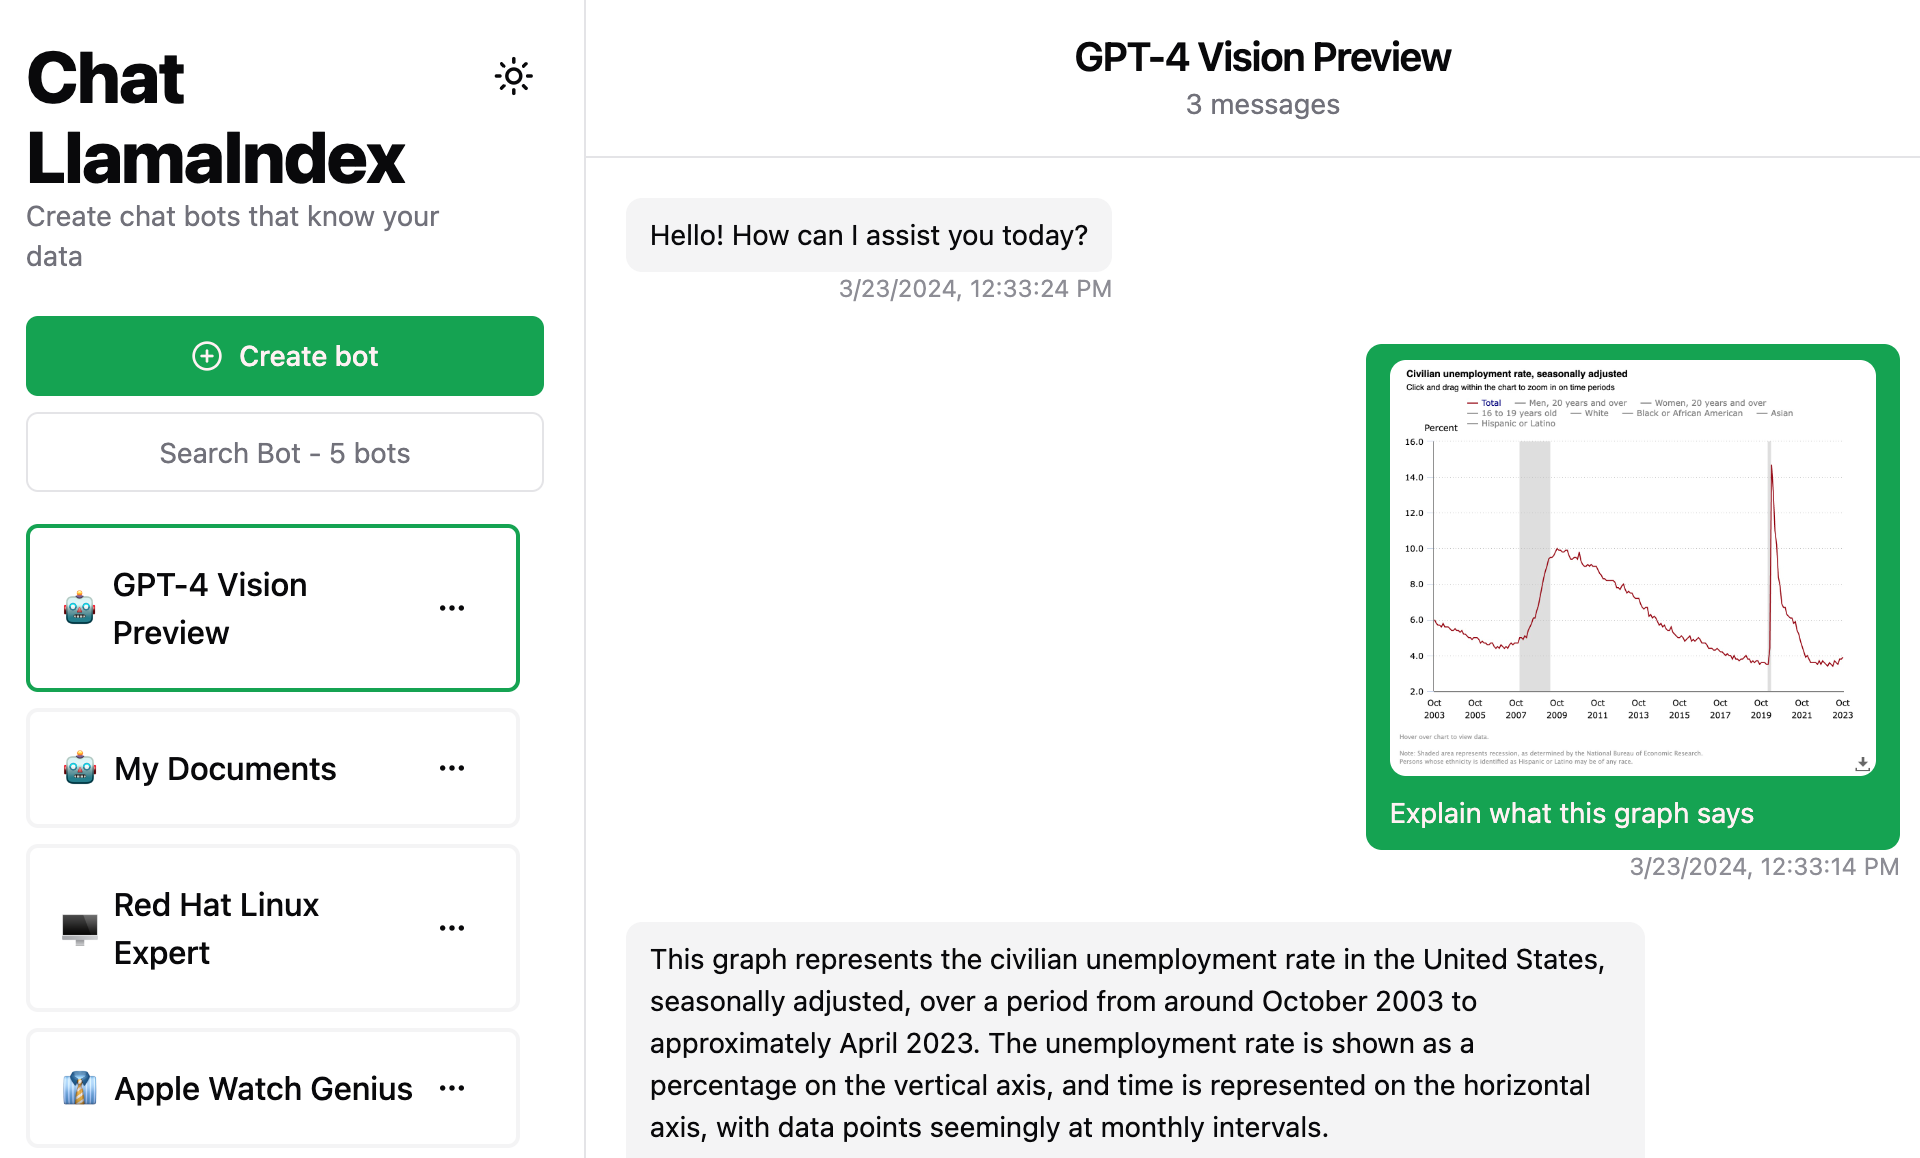 Chat
LlamaIndex
Create chat bots that know your
data
Create bot
Search Bot - 5 bots
GPT-4 Vision
Preview
My Documents
Red Hat Linux
Expert
Apple Watch Genius
GPT-4 Vision Preview
3 messages
Hello! How can I assist you today?
3/23/2024, 12:33:24 PM
Civilian unemployment rate, seasonally adjusted
Click and drag within the chart to zoom in on time periods
Total Men, 20 years and over Women, 20 years and over
16 to 19 years old White Black or African American Asian
Hispanic or Latino
Percent
16.0
14.0
12.0
10.0
8.0
6.0
4.0
2.0
Oct Oct Oct Oct Oct Oct Oct Oct Oct Oct Oct
2003 2005 2007 2009 2011 2013 2015 2017 2019 2021 2023
Hover over chart to view data.
Note: Shaded area represents recession, as determined by the National Bureau of Economic Research.
Persons whose ethnicity is identified as Hispanic or Latino may be of any race.
Explain what this graph says
3/23/2024, 12:33:14 PM
This graph represents the civilian unemployment rate in the United States,
seasonally adjusted, over a period from around October 2003 to
approximately April 2023. The unemployment rate is shown as a
percentage on the vertical axis, and time is represented on the horizontal
axis, with data points seemingly at monthly intervals.